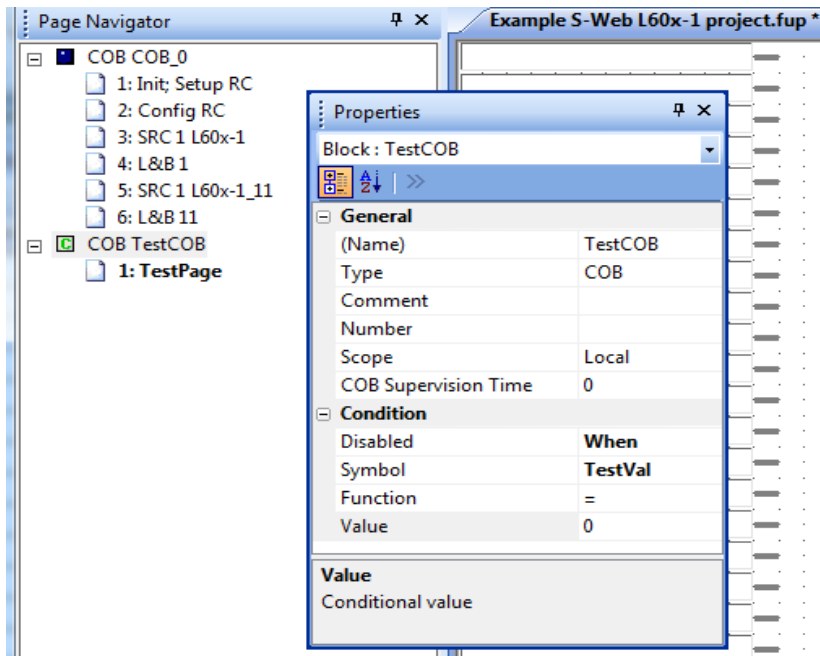 Page Navigator
Example S-Web L60x-1 project.fup *
COB COB_0
1: Init; Setup RC
2: Config RC
3: SRC 1 L60x-1
4: L&B 1
5: SRC 1 L60x-1_11
6: L&B 11
COB TestCOB
1: TestPage
Properties
Block : TestCOB
General
(Name) TestCOB
Type COB
Comment
Number
Scope Local
COB Supervision Time 0
Condition
Disabled When
Symbol TestVal
Function =
Value 0
Value
Conditional value